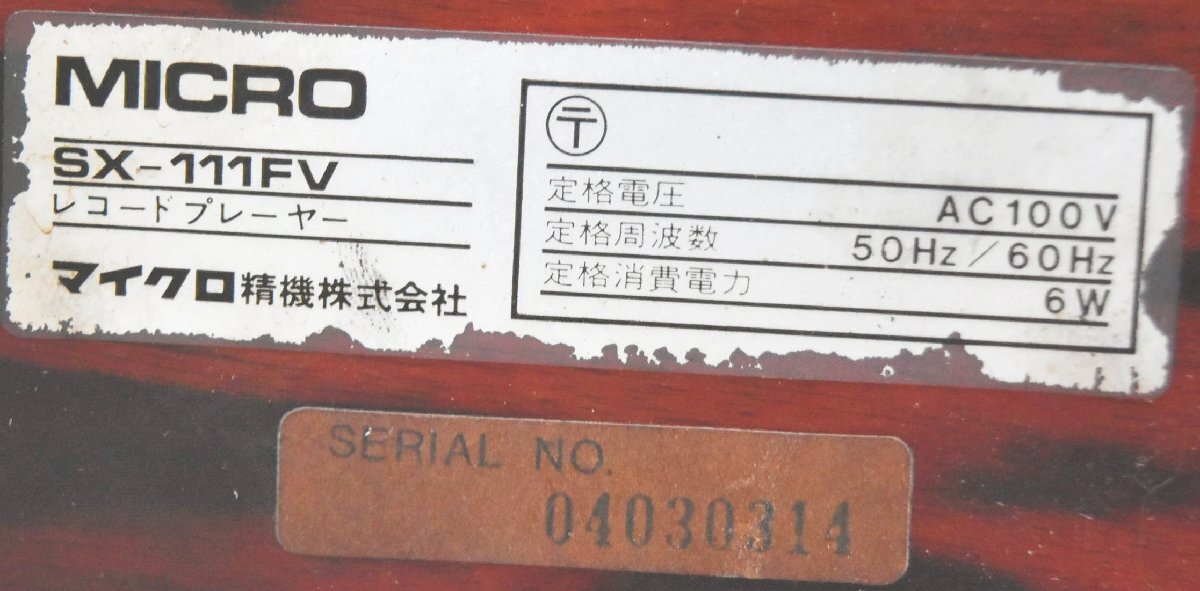 MICRO
SX-111FV
レコードプレーヤー
マイクロ精機株式会社
〒
定格電圧 AC100V
定格周波数 50Hz/60Hz
定格消費電力 6W
SERIAL NO.
04030314